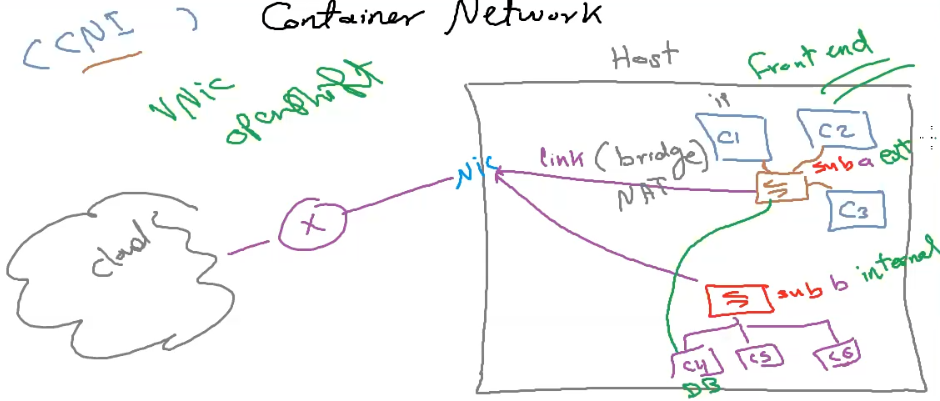 Container Network
(CNI)
VNic
openshift
Host
Front end
ip
C1
C2
link (bridge)
NAT
Nic
S
sub a ext
C3
X
cloud
S
sub b internal
C4
C5
C6
DB